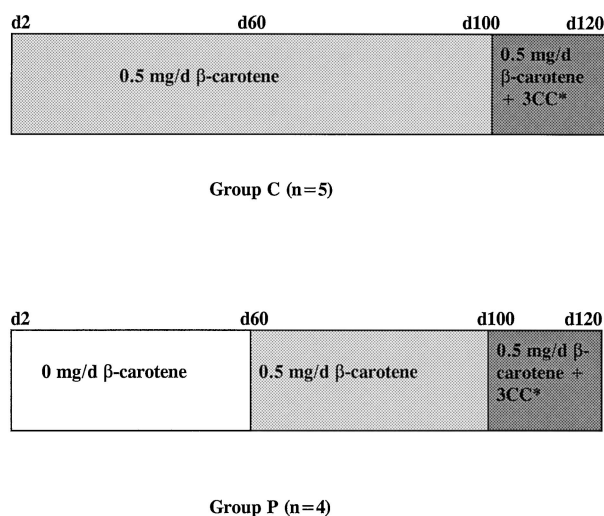 d2 d60 d100 d120
0.5 mg/d β-carotene
0.5 mg/d
β-carotene
+ 3CC*
Group C (n=5)
d2 d60 d100 d120
0 mg/d β-carotene
0.5 mg/d β-carotene
0.5 mg/d β-
carotene +
3CC*
Group P (n=4)